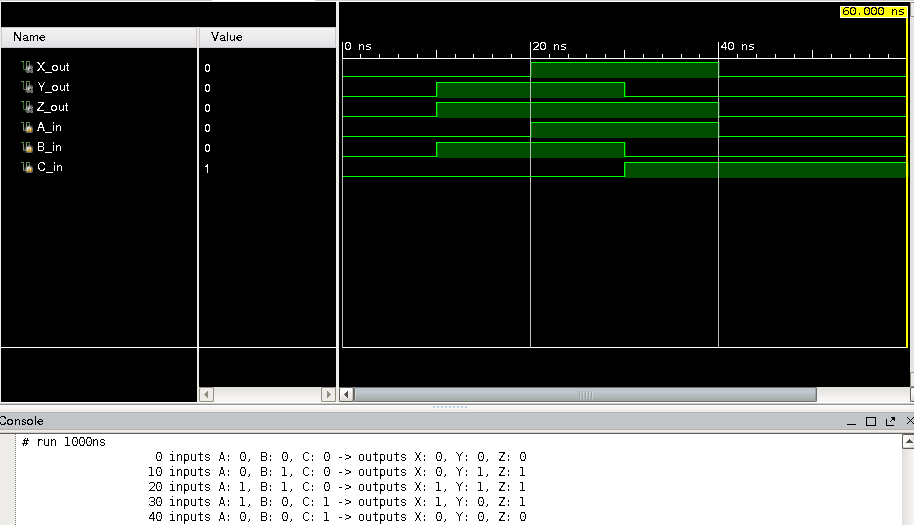 60.000 ns
Name Value
0 ns 20 ns 40 ns
X_out 0
Y_out 0
Z_out 0
A_in 0
B_in 0
C_in 1
Console
# run 1000ns
0 inputs A: 0, B: 0, C: 0 -> outputs X: 0, Y: 0, Z: 0
10 inputs A: 0, B: 1, C: 0 -> outputs X: 0, Y: 1, Z: 1
20 inputs A: 1, B: 1, C: 0 -> outputs X: 1, Y: 1, Z: 1
30 inputs A: 1, B: 0, C: 1 -> outputs X: 1, Y: 0, Z: 1
40 inputs A: 0, B: 0, C: 1 -> outputs X: 0, Y: 0, Z: 0